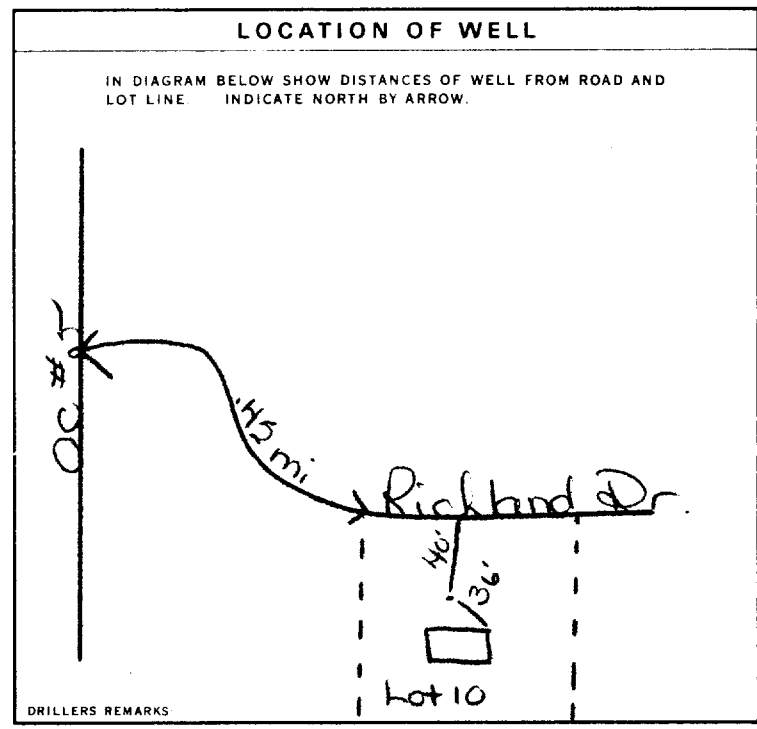 LOCATION OF WELL
IN DIAGRAM BELOW SHOW DISTANCES OF WELL FROM ROAD AND
LOT LINE. INDICATE NORTH BY ARROW.
OC # 5
.45 mi
Richland Dr.
40'
36'
Lot 10
DRILLERS REMARKS